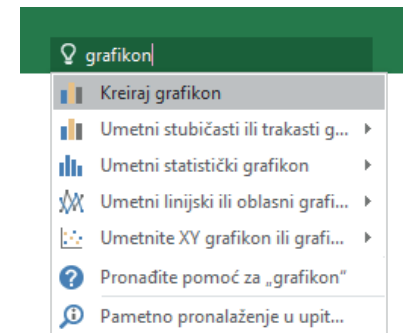 grafikon
Kreiraj grafikon
Umetni stubičasti ili trakasti g...
Umetni statistički grafikon
Umetni linijski ili oblasni grafi...
Umetnite XY grafikon ili grafi...
Pronađite pomoć za „grafikon“
Pametno pronalaženje u upit...